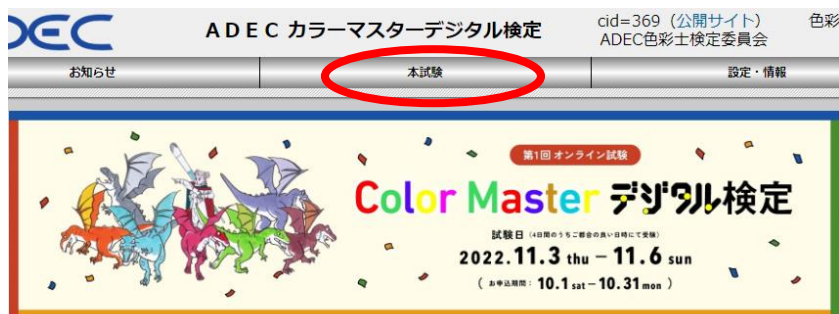 DEC
ADEC カラーマスターデジタル検定
cid=369（公開サイト）
ADEC色彩士検定委員会
色彩
お知らせ
本試験
設定・情報
第1回 オンライン試験
Color Master デジタル検定
試験日（4日間のうちご都合の良い日時にて受験）
2022.11.3 thu － 11.6 sun
（ お申込期間： 10.1 sat － 10.31 mon ）